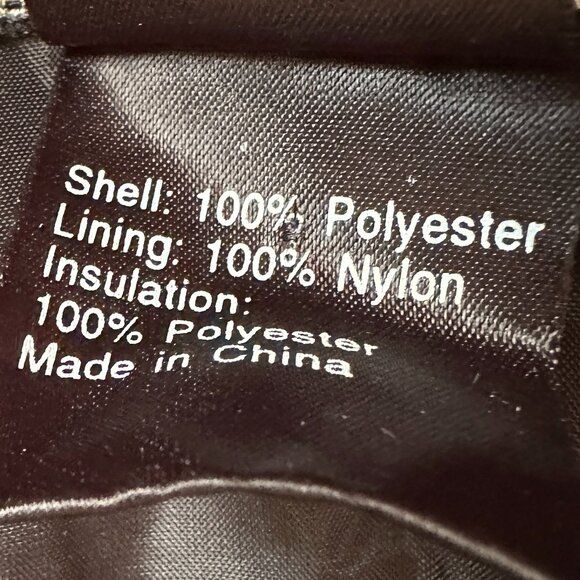 Shell: 100% Polyester
Lining: 100% Nylon
Insulation:
100% Polyester
Made in China